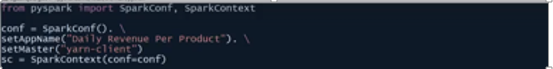 from pyspark import SparkConf, SparkContext
conf = SparkConf(). \
setAppName("Daily Revenue Per Product"). \
setMaster("yarn-client")
sc = SparkContext(conf=conf)